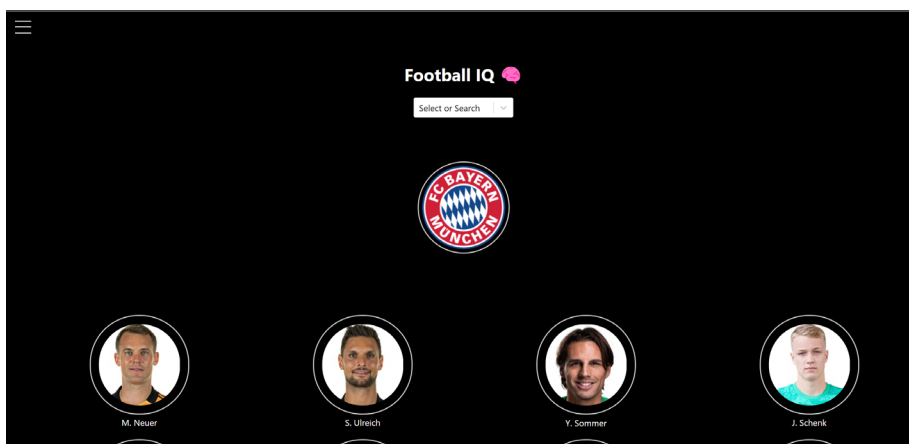 Football IQ 🧠
Select or Search
FC BAYERN
MÜNCHEN
M. Neuer
S. Ulreich
Y. Sommer
J. Schenk